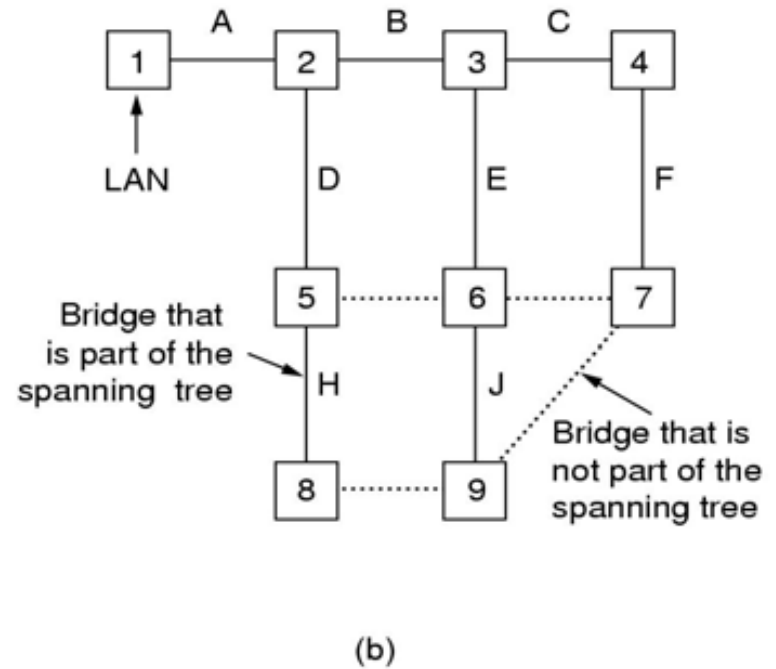 A B C
1 2 3 4
LAN
D E F
5 6 7
Bridge that
is part of the
spanning tree
H J
Bridge that is
not part of the
spanning tree
8 9
(b)